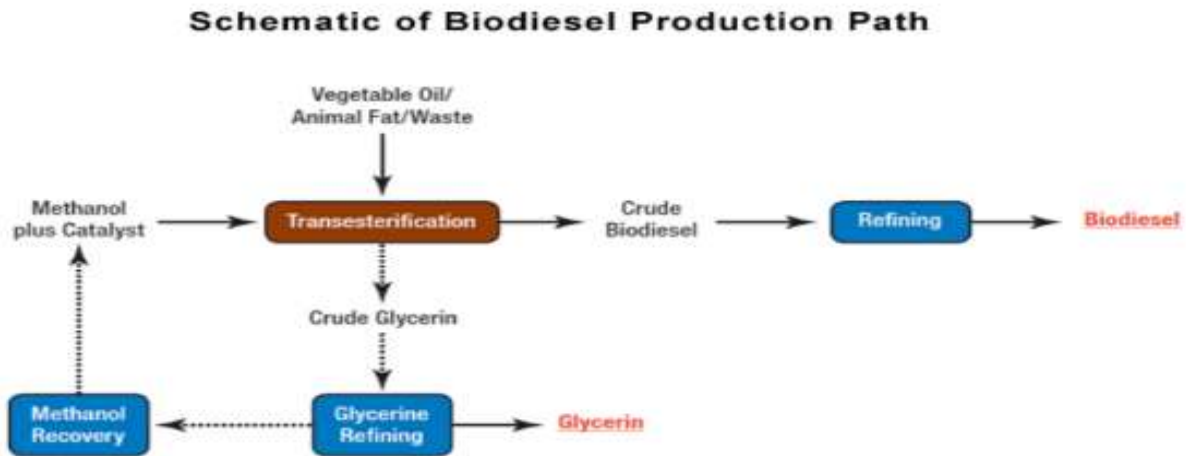 Schematic of Biodiesel Production Path
Vegetable Oil/
Animal Fat/Waste
Methanol
plus Catalyst
Transesterification
Crude
Biodiesel
Refining
Biodiesel
Crude Glycerin
Methanol
Recovery
Glycerine
Refining
Glycerin